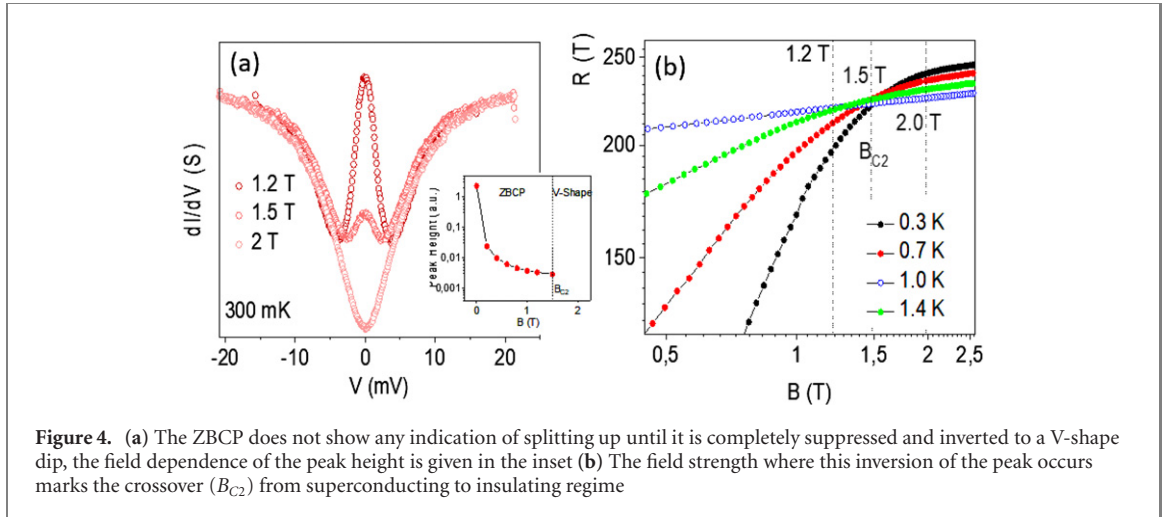 (a)
dI/dV (S)
1.2 T
1.5 T
2 T
300 mK
-20 -10 0 10 20
V (mV)
Peak Height (a.u.)
ZBCP V-Shape
1
0,1
0,01
0,001
B_C2
0 1 2
B (T)
(b)
R (T)
250
200
150
1.2 T
1.5 T
2.0 T
B_C2
0.3 K
0.7 K
1.0 K
1.4 K
0,5 1 1,5 2 2,5
B (T)
Figure 4. (a) The ZBCP does not show any indication of splitting up until it is completely suppressed and inverted to a V-shape
dip, the field dependence of the peak height is given in the inset (b) The field strength where this inversion of the peak occurs
marks the crossover (B_C2) from superconducting to insulating regime